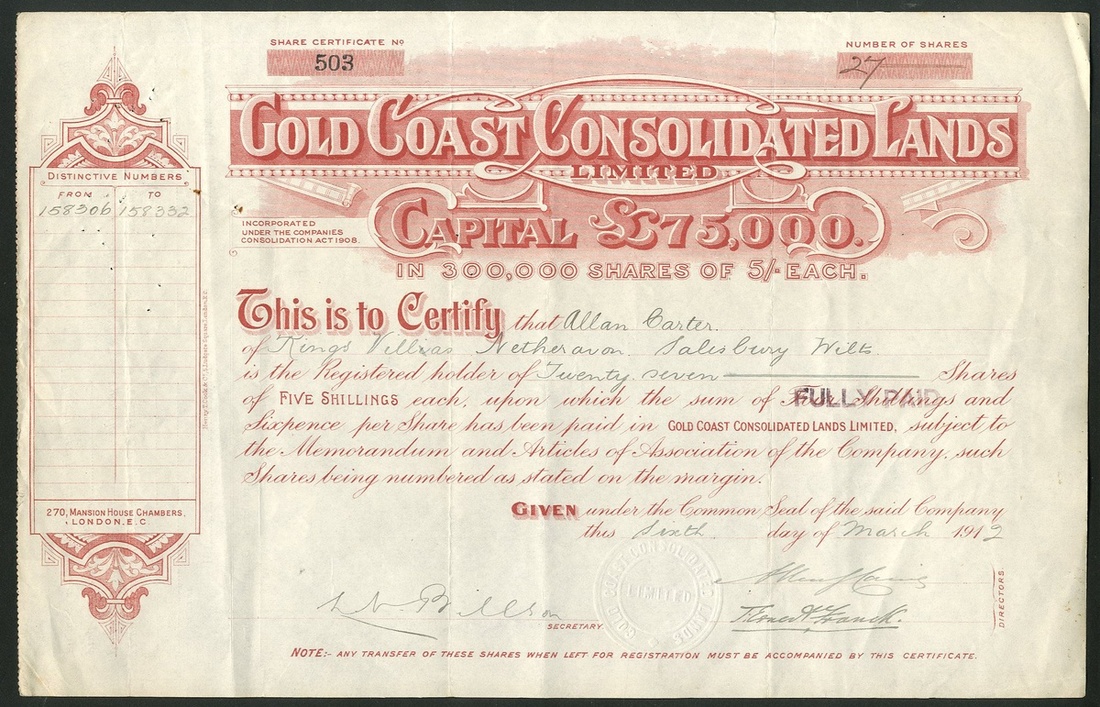 SHARE CERTIFICATE No
503
NUMBER OF SHARES
27
GOLD COAST CONSOLIDATED LANDS
LIMITED
CAPITAL £75,000.
IN 300,000 SHARES OF 5/- EACH.
INCORPORATED
UNDER THE COMPANIES
CONSOLIDATION ACT 1908.
DISTINCTIVE NUMBERS
FROM TO
158306 158332
This is to Certify that Allan Carter.
of Kings Villas Netheravon. Salisbury Wilts
is the Registered holder of Twenty seven Shares
of FIVE SHILLINGS each, upon which the sum of Four Shillings and
FULLY PAID
Sixpence per Share has been paid in GOLD COAST CONSOLIDATED LANDS LIMITED, subject to
the Memorandum and Articles of Association of the Company, such
Shares being numbered as stated on the margin.
GIVEN under the Common Seal of the said Company
this Sixth day of March 1912
270, MANSION HOUSE CHAMBERS,
LONDON, E.C
GOLD COAST CONSOLIDATED LANDS
LIMITED
Billson
SECRETARY.
DIRECTORS
NOTE:- ANY TRANSFER OF THESE SHARES WHEN LEFT FOR REGISTRATION MUST BE ACCOMPANIED BY THIS CERTIFICATE.